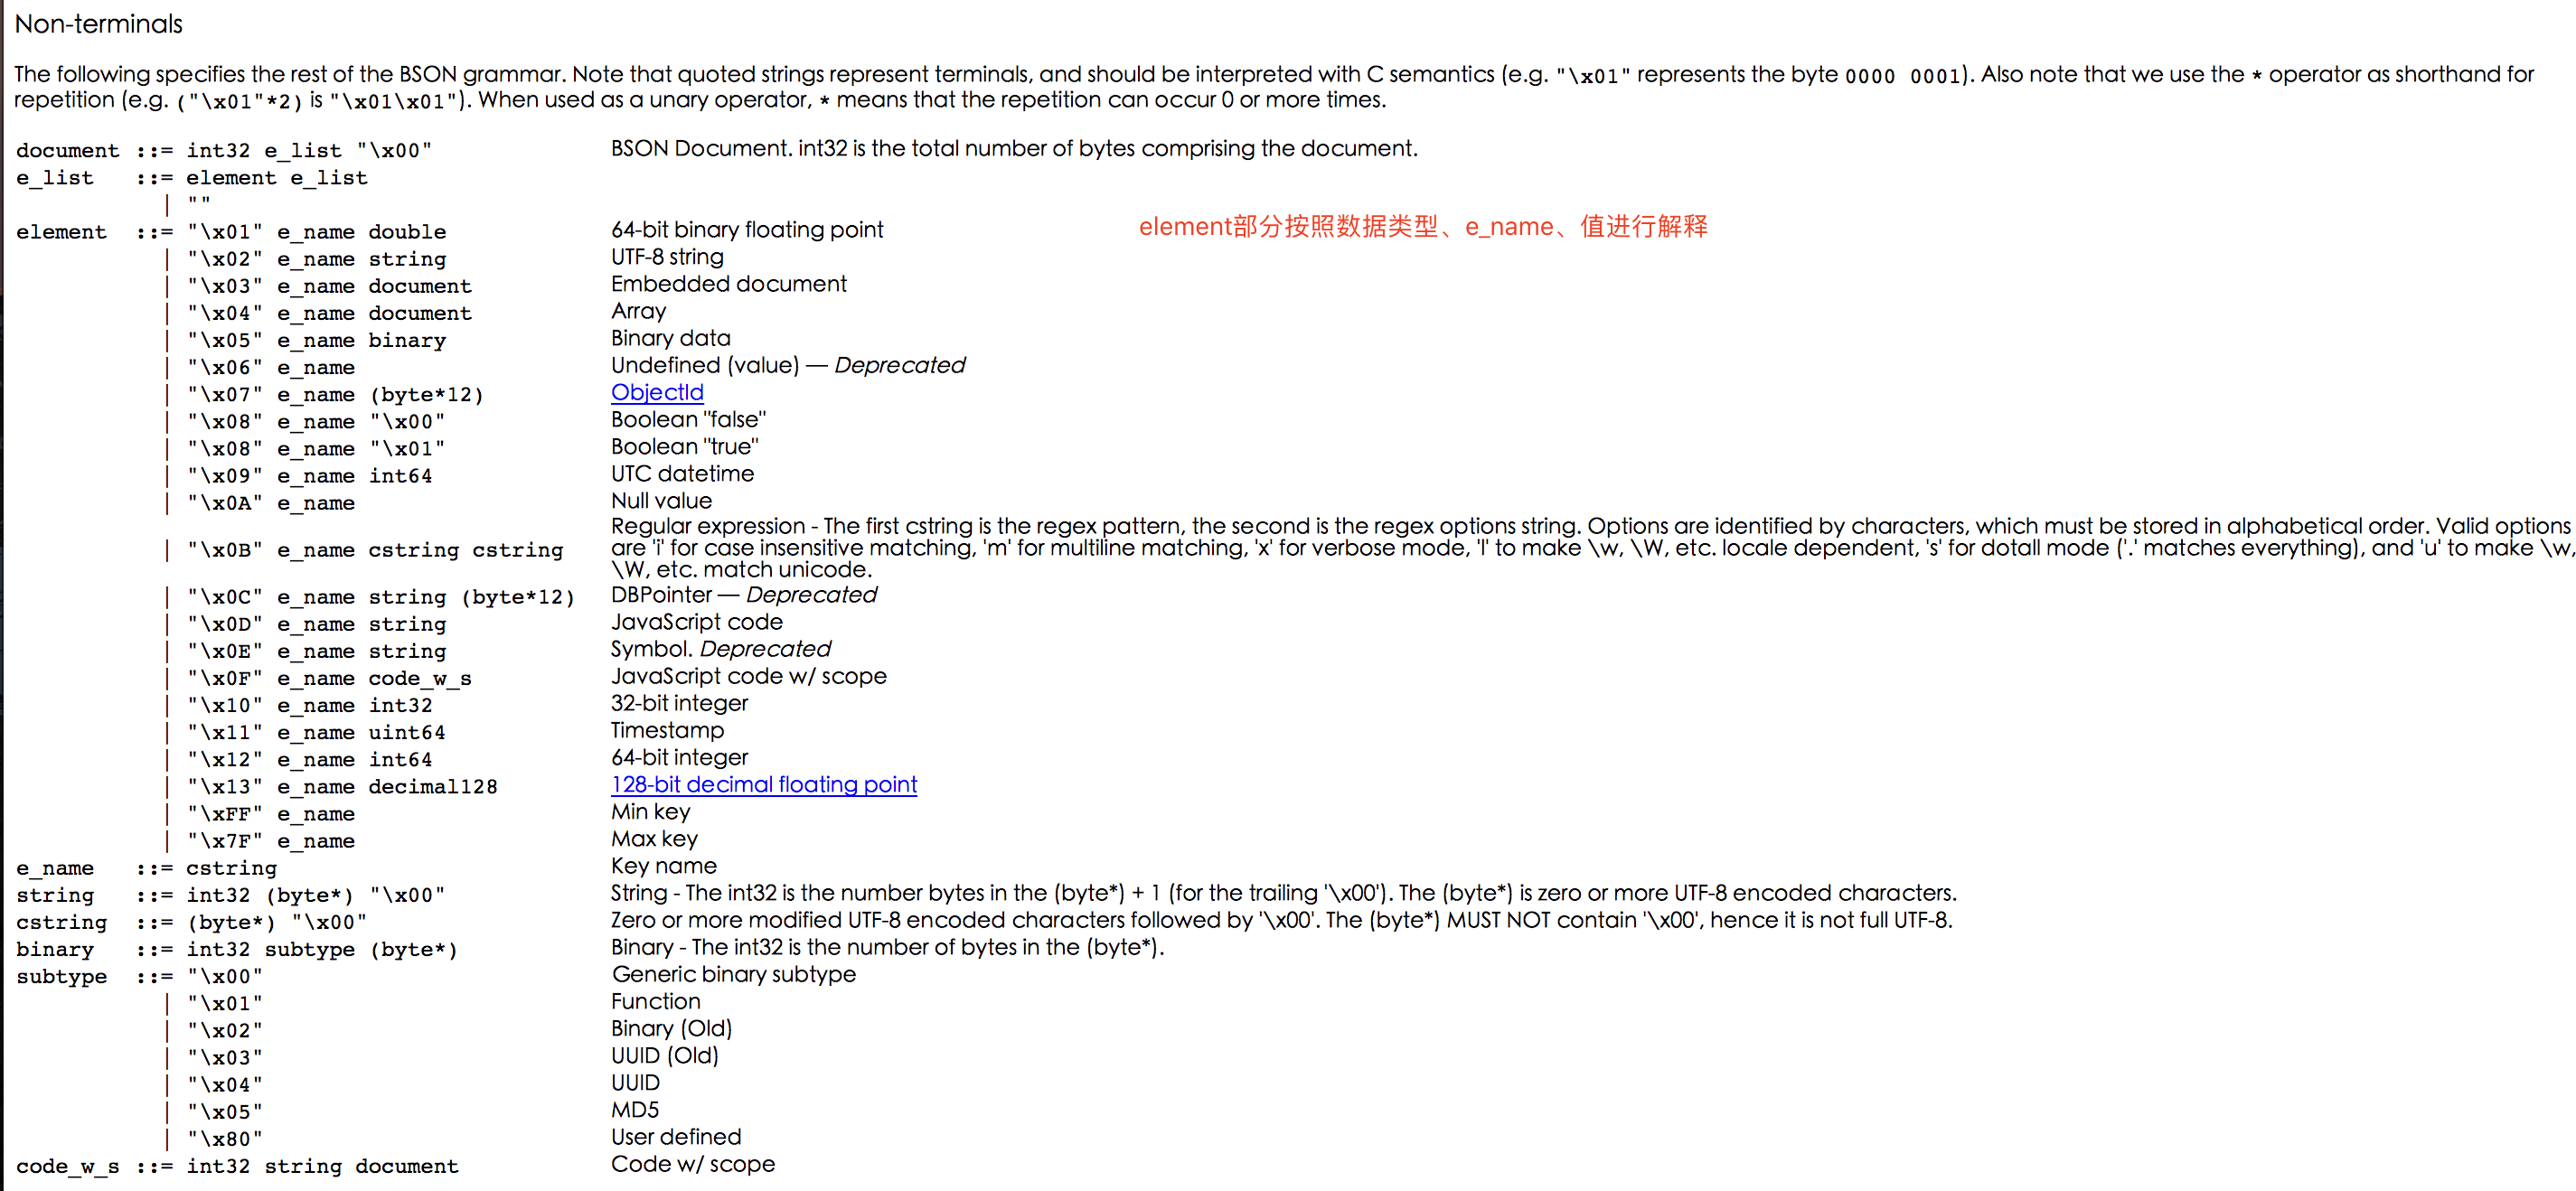 Non-terminals
The following specifies the rest of the BSON grammar. Note that quoted strings represent terminals, and should be interpreted with C semantics (e.g. "\x01" represents the byte 0000 0001). Also note that we use the * operator as shorthand for
repetition (e.g. ("\x01"*2) is "\x01\x01"). When used as a unary operator, * means that the repetition can occur 0 or more times.
document ::= int32 e_list "\x00" BSON Document. int32 is the total number of bytes comprising the document.
e_list ::= element e_list
| ""
element ::= "\x01" e_name double 64-bit binary floating point element部分按照数据类型、e_name、值进行解释
| "\x02" e_name string UTF-8 string
| "\x03" e_name document Embedded document
| "\x04" e_name document Array
| "\x05" e_name binary Binary data
| "\x06" e_name Undefined (value) — Deprecated
| "\x07" e_name (byte*12) ObjectId
| "\x08" e_name "\x00" Boolean "false"
| "\x08" e_name "\x01" Boolean "true"
| "\x09" e_name int64 UTC datetime
| "\x0A" e_name Null value
Regular expression - The first cstring is the regex pattern, the second is the regex options string. Options are identified by characters, which must be stored in alphabetical order. Valid options
| "\x0B" e_name cstring cstring are 'i' for case insensitive matching, 'm' for multiline matching, 'x' for verbose mode, 'l' to make \w, \W, etc. locale dependent, 's' for dotall mode ('.' matches everything), and 'u' to make \w,
\W, etc. match unicode.
| "\x0C" e_name string (byte*12) DBPointer — Deprecated
| "\x0D" e_name string JavaScript code
| "\x0E" e_name string Symbol. Deprecated
| "\x0F" e_name code_w_s JavaScript code w/ scope
| "\x10" e_name int32 32-bit integer
| "\x11" e_name uint64 Timestamp
| "\x12" e_name int64 64-bit integer
| "\x13" e_name decimal128 128-bit decimal floating point
| "\xFF" e_name Min key
| "\x7F" e_name Max key
e_name ::= cstring Key name
string ::= int32 (byte*) "\x00" String - The int32 is the number bytes in the (byte*) + 1 (for the trailing '\x00'). The (byte*) is zero or more UTF-8 encoded characters.
cstring ::= (byte*) "\x00" Zero or more modified UTF-8 encoded characters followed by '\x00'. The (byte*) MUST NOT contain '\x00', hence it is not full UTF-8.
binary ::= int32 subtype (byte*) Binary - The int32 is the number of bytes in the (byte*).
subtype ::= "\x00" Generic binary subtype
| "\x01" Function
| "\x02" Binary (Old)
| "\x03" UUID (Old)
| "\x04" UUID
| "\x05" MD5
| "\x80" User defined
code_w_s ::= int32 string document Code w/ scope